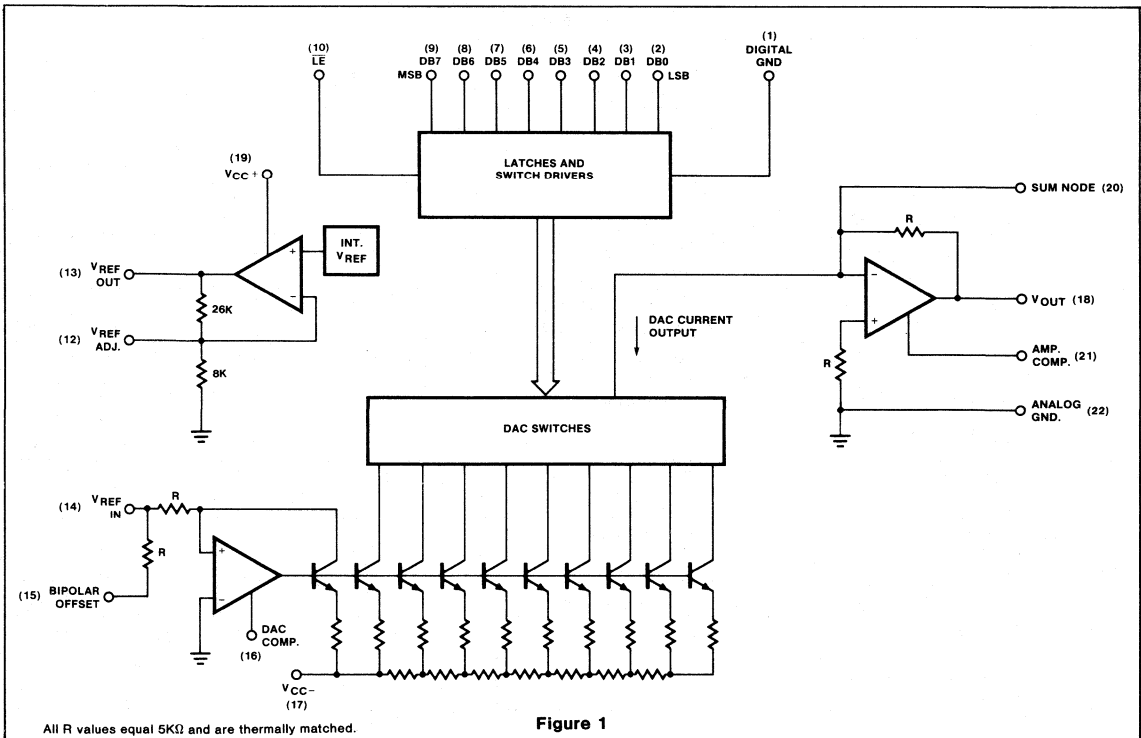 (10)
LE
(9)
DB7
(8)
DB6
(7)
DB5
(6)
DB4
(5)
DB3
(4)
DB2
(3)
DB1
(2)
DB0
(1)
DIGITAL
GND
MSB
LSB
LATCHES AND
SWITCH DRIVERS
(19)
VCC +
INT.
VREF
(13) VREF
OUT
26K
(12) VREF
ADJ.
8K
SUM NODE (20)
R
−
+
VOUT (18)
DAC CURRENT
OUTPUT
R
AMP.
COMP. (21)
ANALOG
GND. (22)
+
−
DAC SWITCHES
(14) VREF
IN
R
R
+
−
(15) BIPOLAR
OFFSET
DAC
COMP.
(16)
VCC−
(17)
All R values equal 5KΩ and are thermally matched.
Figure 1